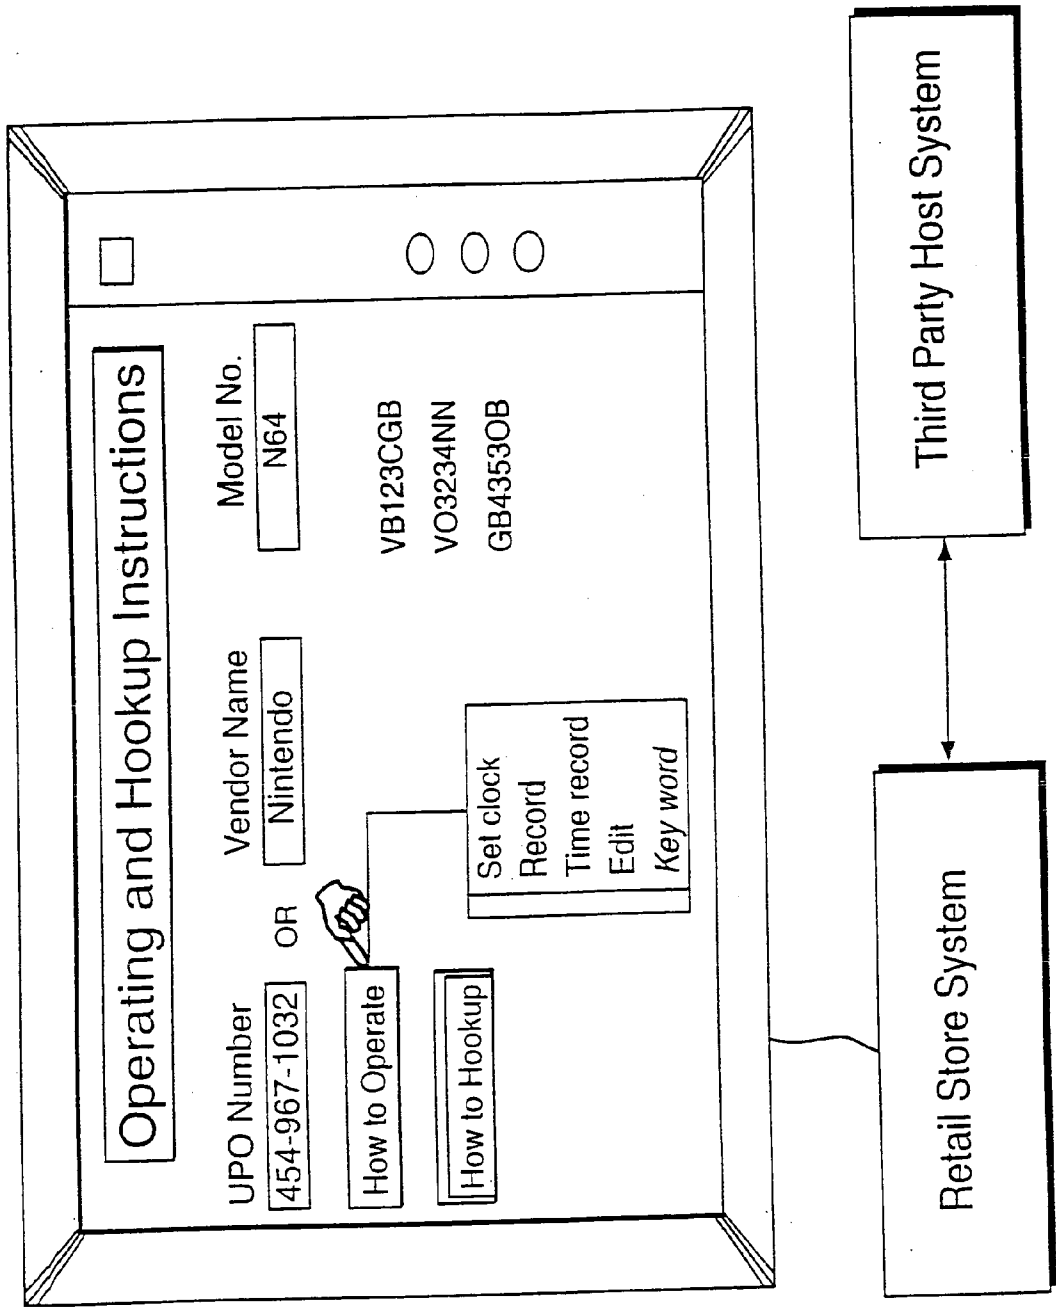 Operating and Hookup Instructions
UPO Number
Vendor Name
Model No.
454-967-1032
OR
Nintendo
N64
How to Operate
How to Hookup
Set clock
Record
Time record
Edit
Key word
VB123CGB
VO3234NN
GB4353OB
Retail Store System
Third Party Host System